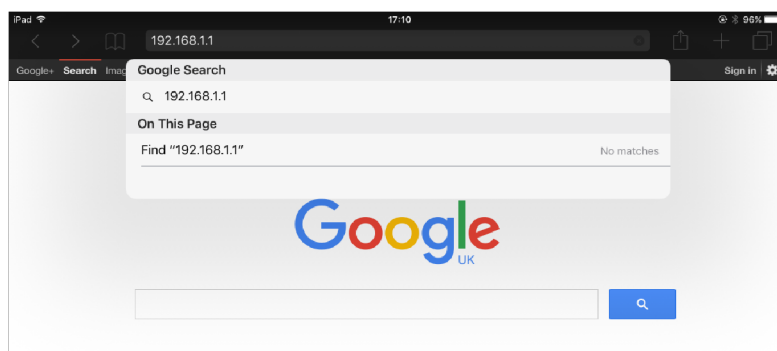 iPad 17:10 96%
192.168.1.1
Google+ Search Imag Sign in
Google Search
192.168.1.1
On This Page
Find “192.168.1.1” No matches
Google
UK